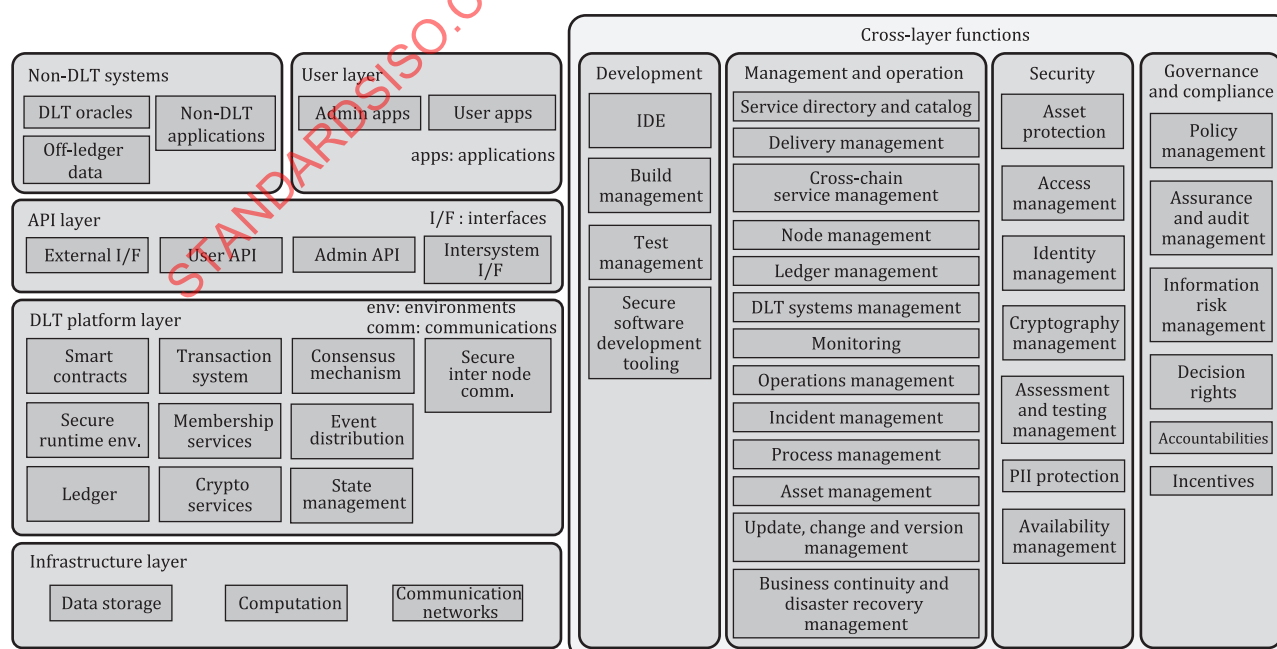 Non-DLT systems
DLT oracles
Non-DLT
applications
Off-ledger
data
User layer
Admin apps
User apps
apps: applications
API layer
I/F : interfaces
External I/F
User API
Admin API
Intersystem
I/F
DLT platform layer
env: environments
comm: communications
Smart
contracts
Transaction
system
Consensus
mechanism
Secure
inter node
comm.
Secure
runtime env.
Membership
services
Event
distribution
Ledger
Crypto
services
State
management
Infrastructure layer
Data storage
Computation
Communication
networks
Cross-layer functions
Development
IDE
Build
management
Test
management
Secure
software
development
tooling
Management and operation
Service directory and catalog
Delivery management
Cross-chain
service management
Node management
Ledger management
DLT systems management
Monitoring
Operations management
Incident management
Process management
Asset management
Update, change and version
management
Business continuity and
disaster recovery
management
Security
Asset
protection
Access
management
Identity
management
Cryptography
management
Assessment
and testing
management
PII protection
Availability
management
Governance
and compliance
Policy
management
Assurance
and audit
management
Information
risk
management
Decision
rights
Accountabilities
Incentives
STANDARDSISO.C